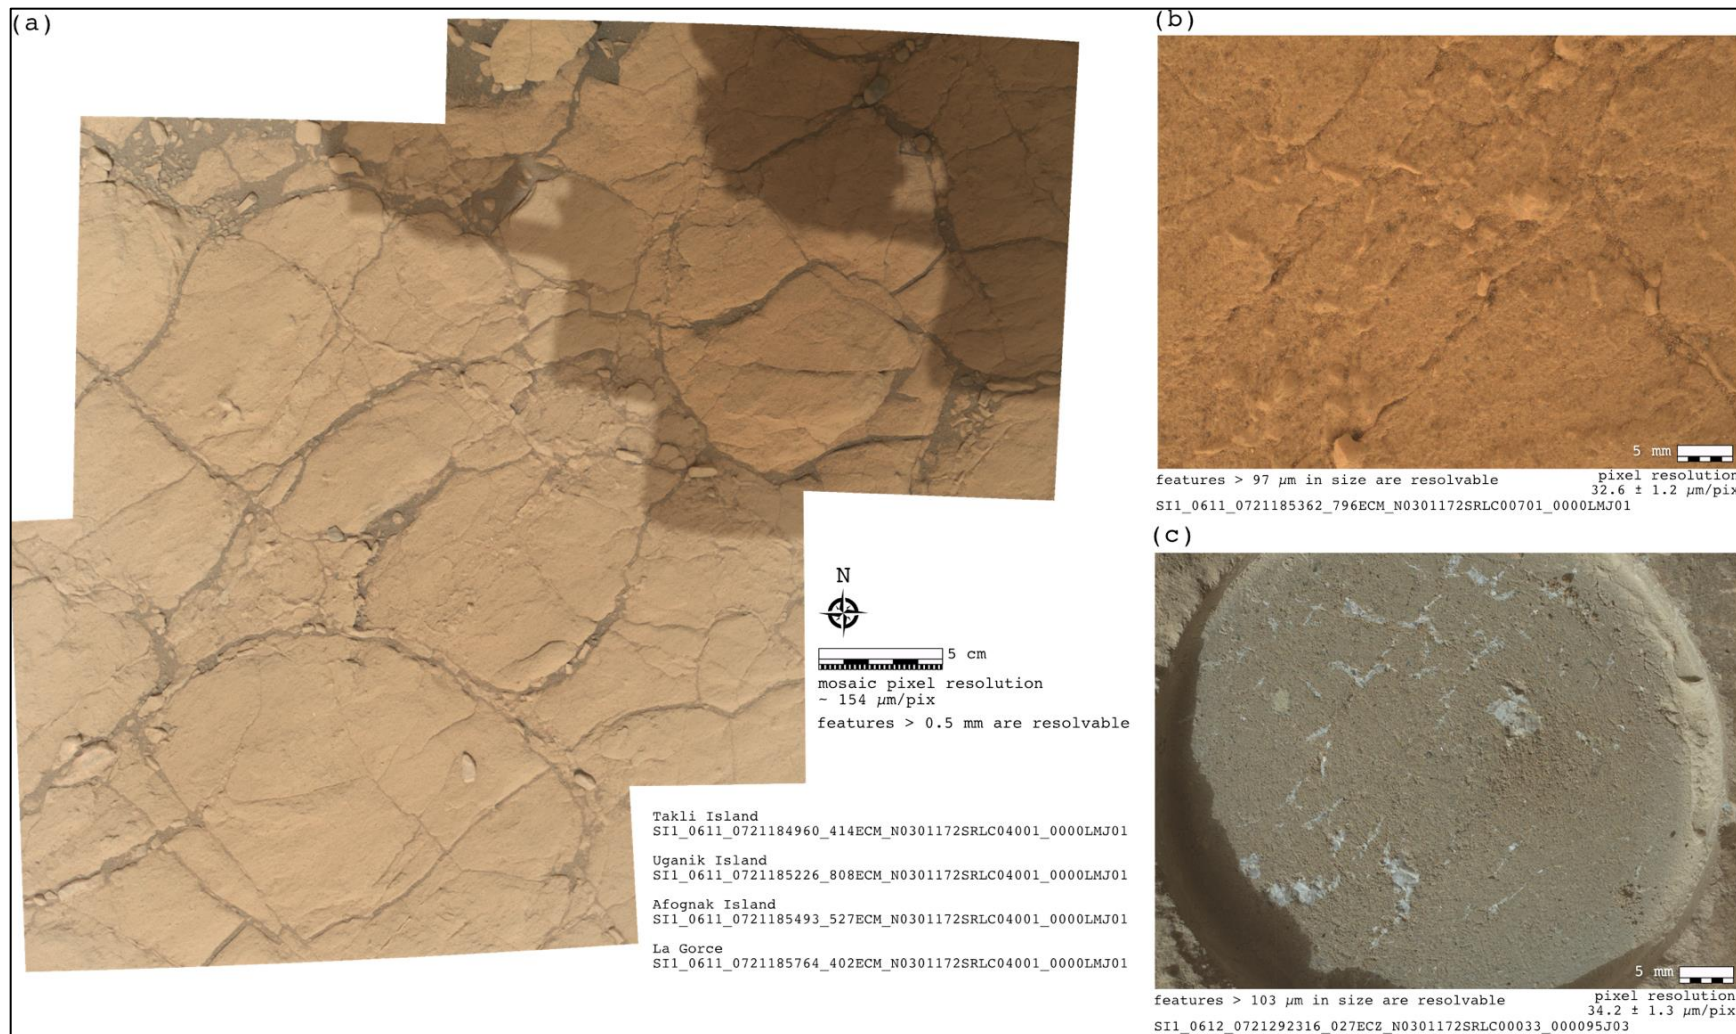 (a)
N
5 cm
mosaic pixel resolution
~ 154 µm/pix
features > 0.5 mm are resolvable
Takli Island
SI1_0611_0721184960_414ECM_N0301172SRLC04001_0000LMJ01
Uganik Island
SI1_0611_0721185226_808ECM_N0301172SRLC04001_0000LMJ01
Afognak Island
SI1_0611_0721185493_527ECM_N0301172SRLC04001_0000LMJ01
La Gorce
SI1_0611_0721185764_402ECM_N0301172SRLC04001_0000LMJ01
(b)
5 mm
features > 97 µm in size are resolvable
pixel resolution
32.6 ± 1.2 µm/pix
SI1_0611_0721185362_796ECM_N0301172SRLC00701_0000LMJ01
(c)
5 mm
features > 103 µm in size are resolvable
pixel resolution
34.2 ± 1.3 µm/pix
SI1_0612_0721292316_027ECZ_N0301172SRLC00033_000095J03